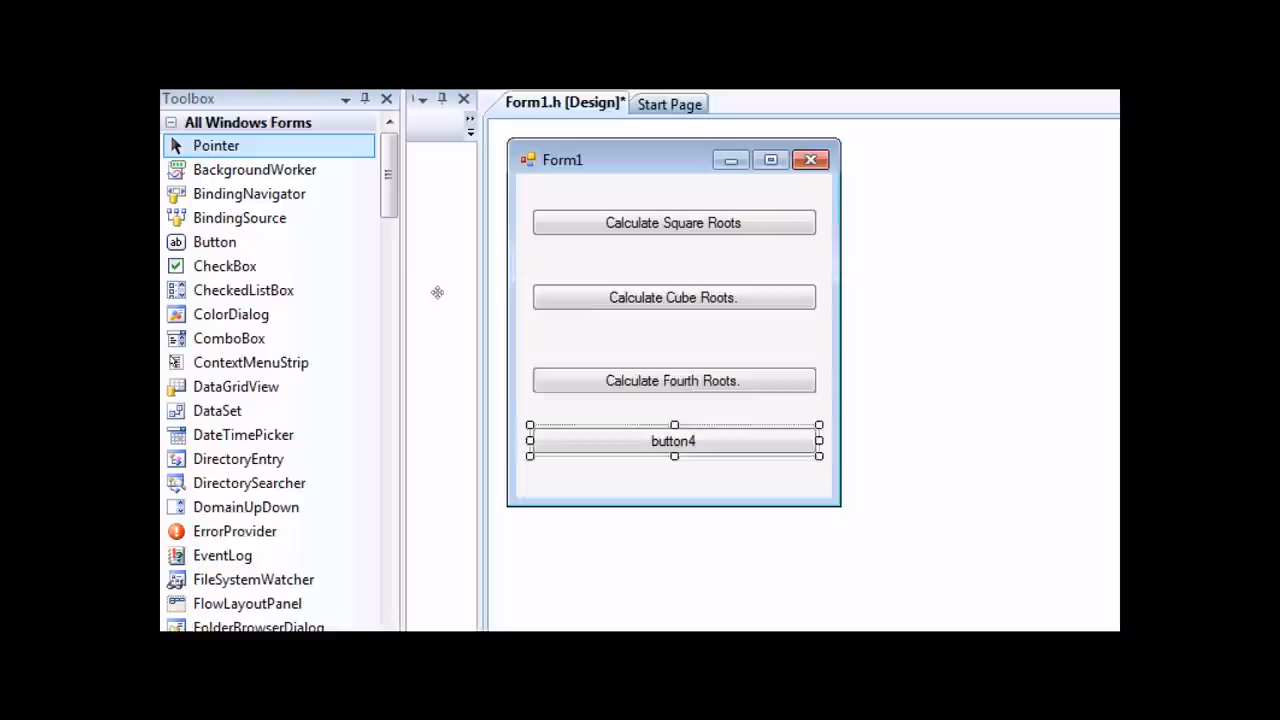 Toolbox
All Windows Forms
Pointer
BackgroundWorker
BindingNavigator
BindingSource
ab Button
CheckBox
CheckedListBox
ColorDialog
ComboBox
ContextMenuStrip
DataGridView
DataSet
DateTimePicker
DirectoryEntry
DirectorySearcher
DomainUpDown
ErrorProvider
EventLog
FileSystemWatcher
FlowLayoutPanel
FolderBrowserDialog
Form1.h [Design]* Start Page
Form1
Calculate Square Roots
Calculate Cube Roots.
Calculate Fourth Roots.
button4